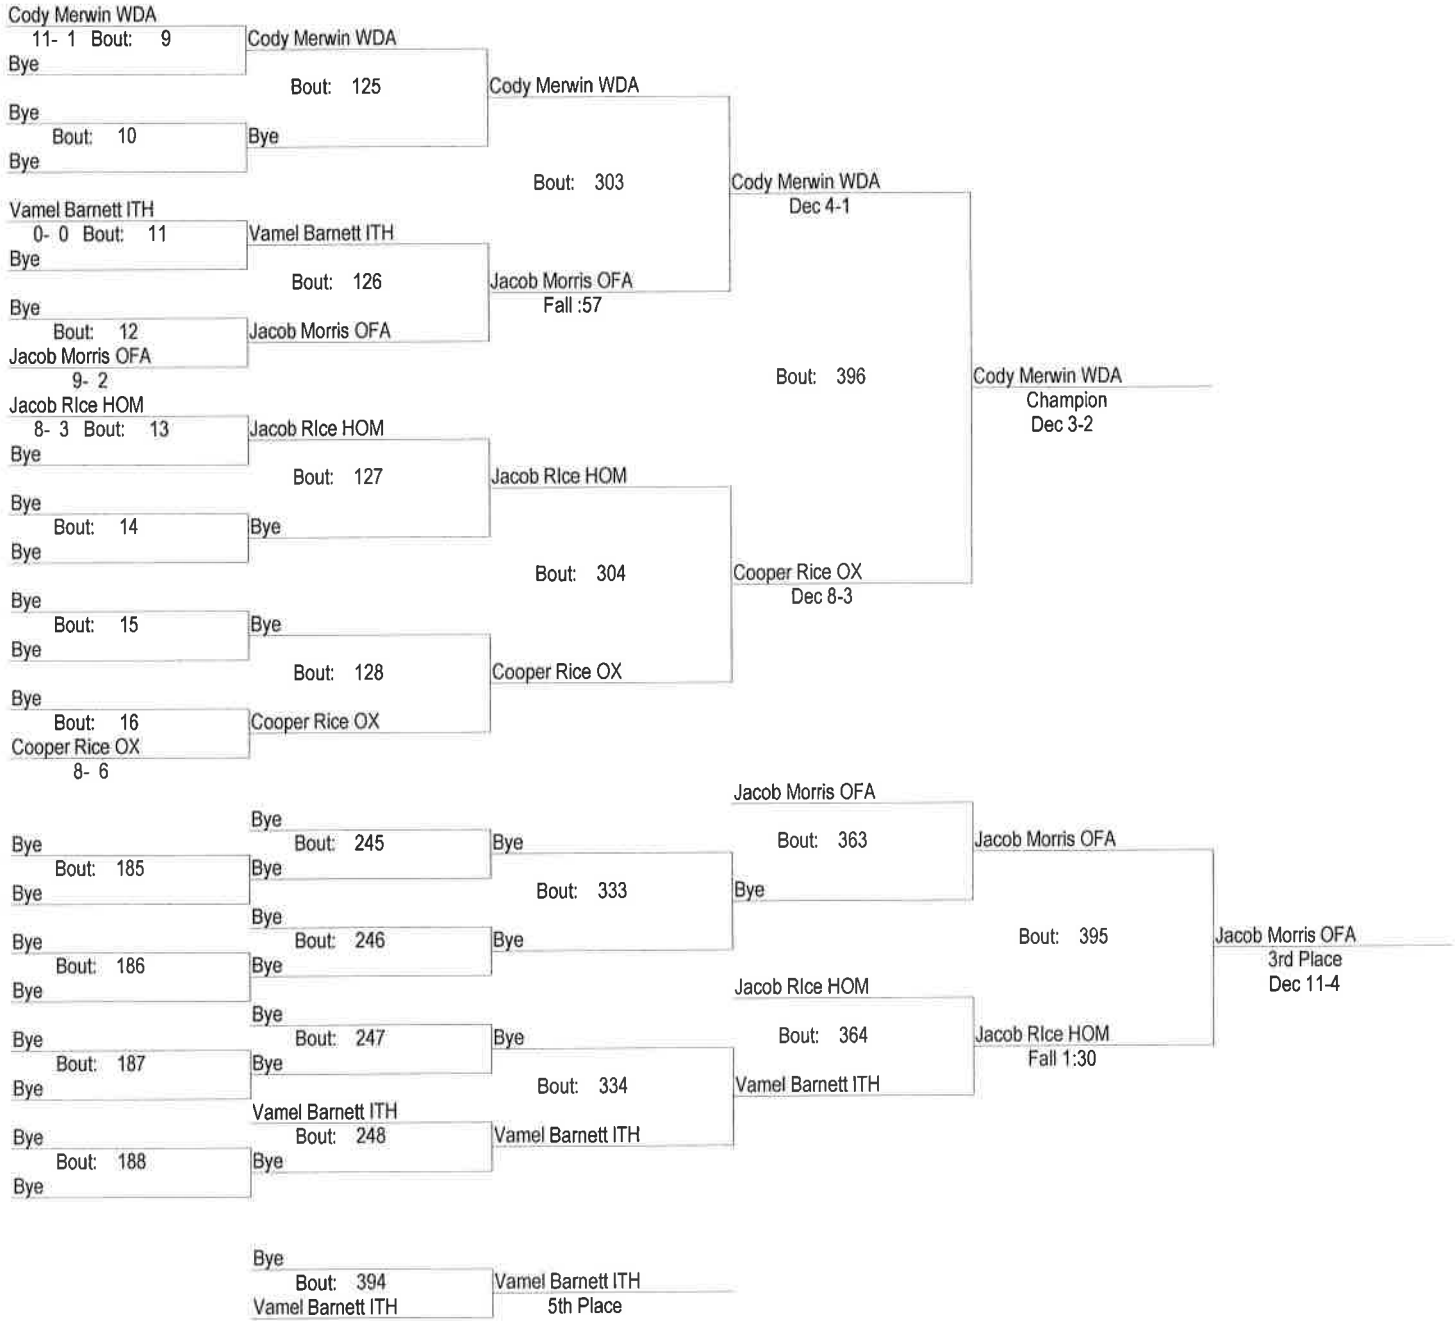 Cody Merwin WDA
11- 1 Bout: 9
Bye
Cody Merwin WDA
Bout: 125
Cody Merwin WDA
Bye
Bout: 10
Bye
Bye
Bout: 303
Cody Merwin WDA
Dec 4-1
Vamel Barnett ITH
0- 0 Bout: 11
Bye
Vamel Barnett ITH
Bout: 126
Jacob Morris OFA
Fall :57
Bye
Bout: 12
Jacob Morris OFA
9- 2
Jacob Morris OFA
Bout: 396
Cody Merwin WDA
Champion
Dec 3-2
Jacob RIce HOM
8- 3 Bout: 13
Bye
Jacob RIce HOM
Bout: 127
Jacob RIce HOM
Bye
Bout: 14
Bye
Bye
Bout: 304
Cooper Rice OX
Dec 8-3
Bye
Bout: 15
Bye
Bye
Bout: 128
Cooper Rice OX
Bye
Bout: 16
Cooper Rice OX
8- 6
Cooper Rice OX
Bye
Bout: 185
Bye
Bye
Bout: 245
Bye
Bye
Bout: 333
Jacob Morris OFA
Bout: 363
Bye
Jacob Morris OFA
Bye
Bout: 186
Bye
Bye
Bout: 246
Bye
Bye
Bout: 395
Jacob Morris OFA
3rd Place
Dec 11-4
Bye
Bout: 187
Bye
Bye
Bout: 247
Bye
Bye
Bout: 334
Jacob RIce HOM
Bout: 364
Vamel Barnett ITH
Jacob RIce HOM
Fall 1:30
Bye
Bout: 188
Bye
Vamel Barnett ITH
Bout: 248
Bye
Vamel Barnett ITH
Bye
Bout: 394
Vamel Barnett ITH
Vamel Barnett ITH
5th Place